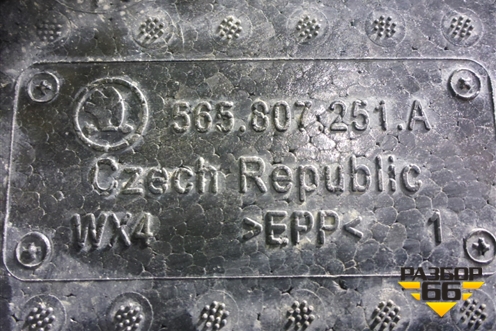 565.807.251.A
Czech Republic
WX4 >EPP< 1
РАЗБОР
66